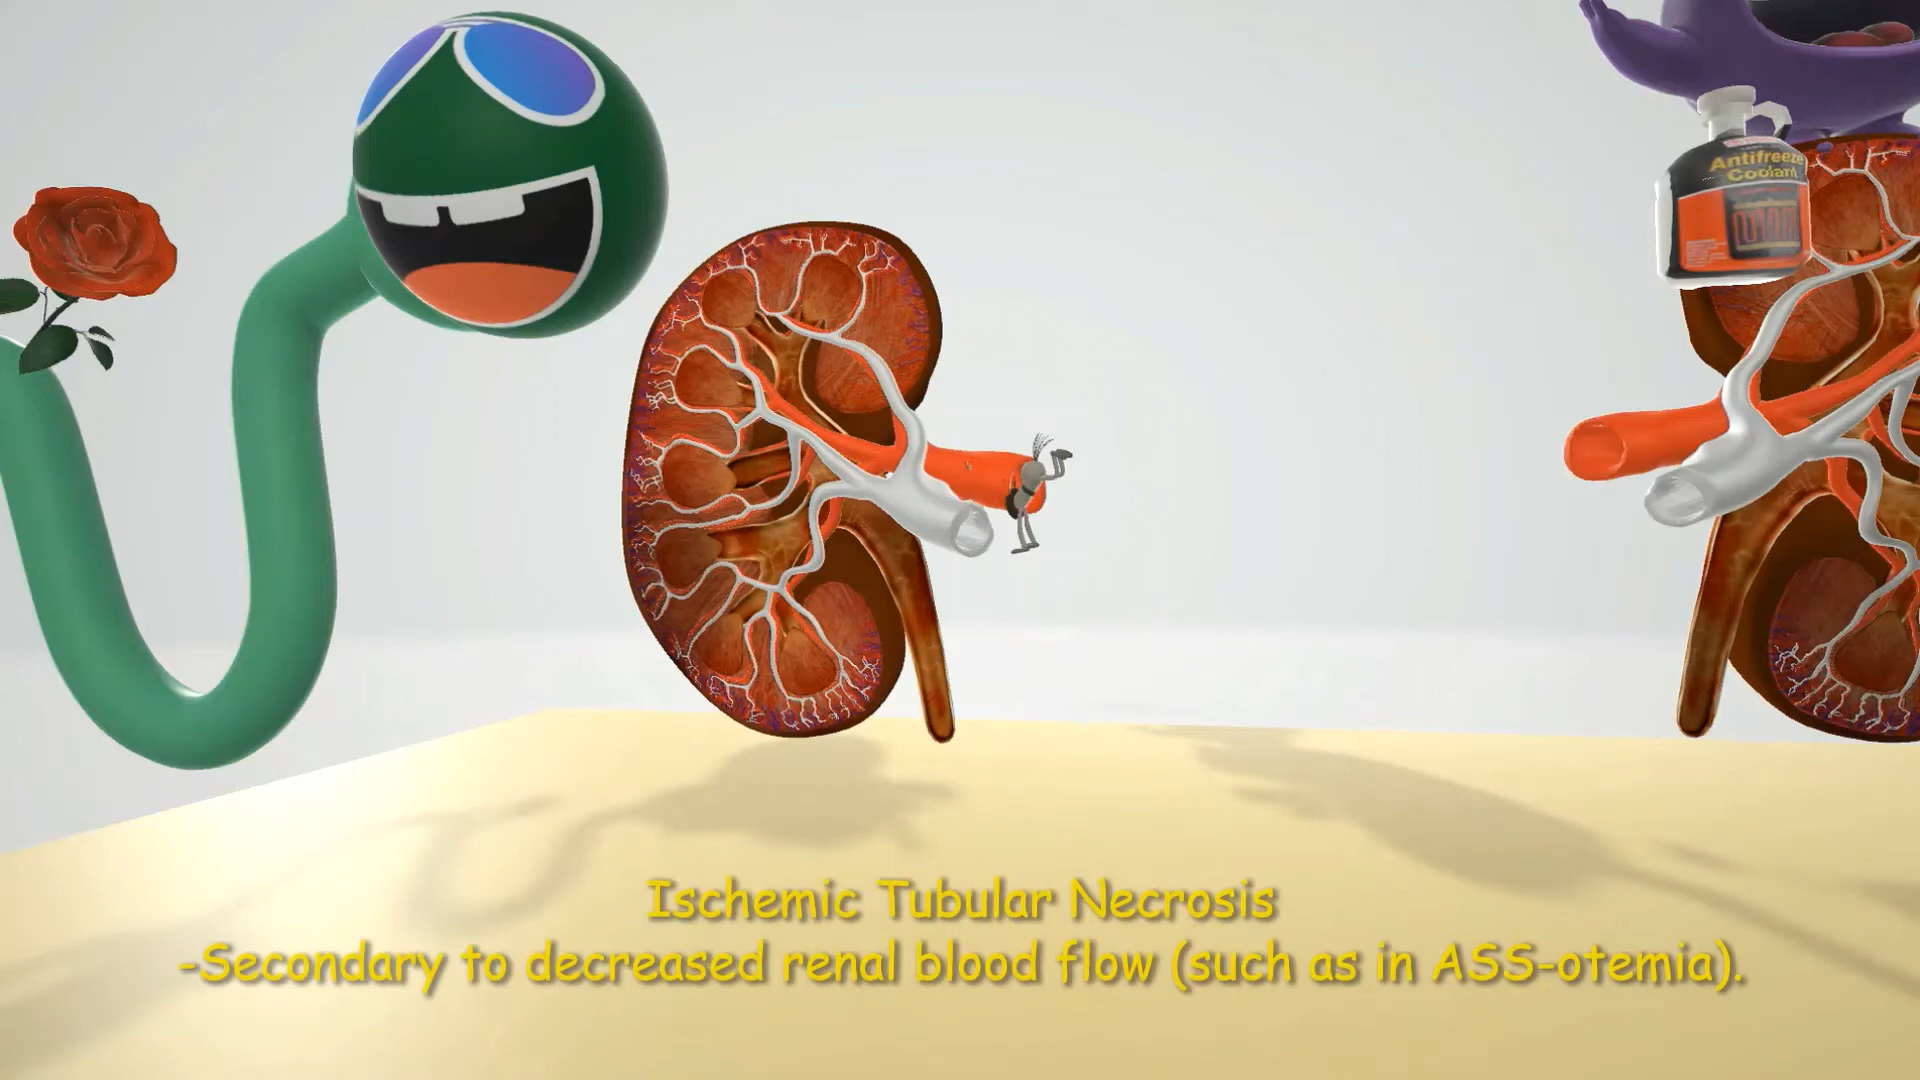 Antifreeze
Coolant
Ischemic Tubular Necrosis
-Secondary to decreased renal blood flow (such as in ASS-otemia).